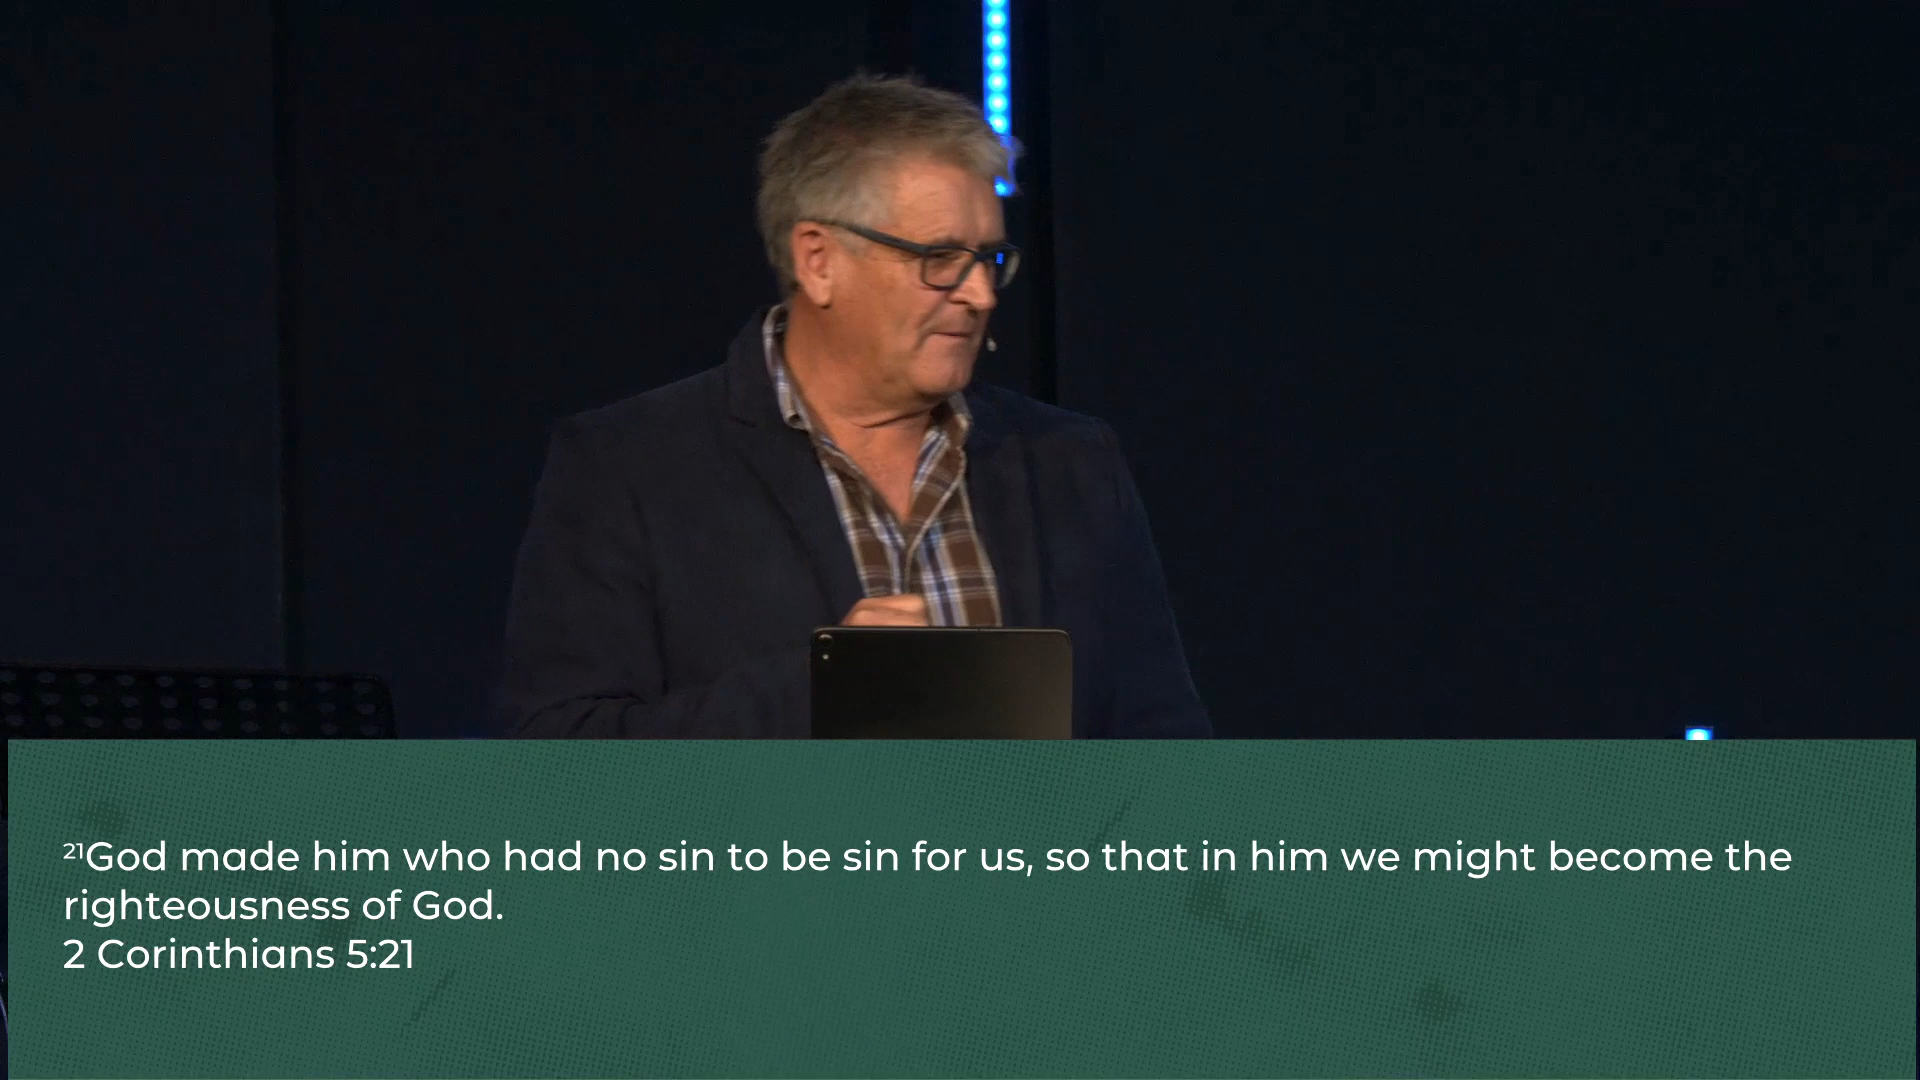 ²¹God made him who had no sin to be sin for us, so that in him we might become the
righteousness of God.
2 Corinthians 5:21